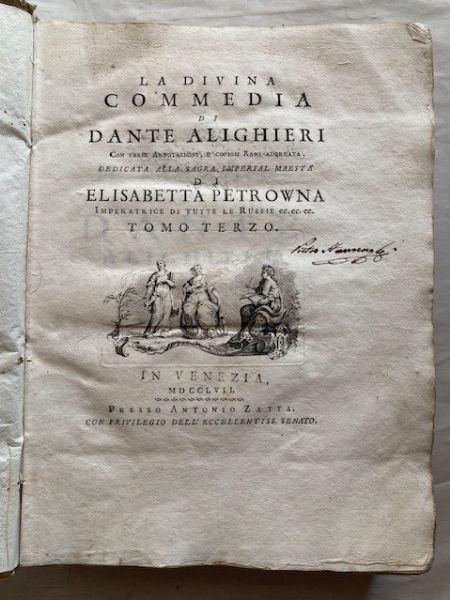 LA DIVINA
COMMEDIA
DI
DANTE ALIGHIERI
CON VARIE ANNOTAZIONI, E COPIOSI RAMI ADORNATA.
DEDICATA ALLA SAGRA IMPERIAL MAESTA'
DI
ELISABETTA PETROWNA
IMPERATRICE DI TUTTE LE RUSSIE ec.ec.ec.
TOMO TERZO.
IN VENEZIA,
MDCCLVII.
PRESSO ANTONIO ZATTA.
CON PRIVILEGIO DELL' ECCELLENTISS. SENATO.